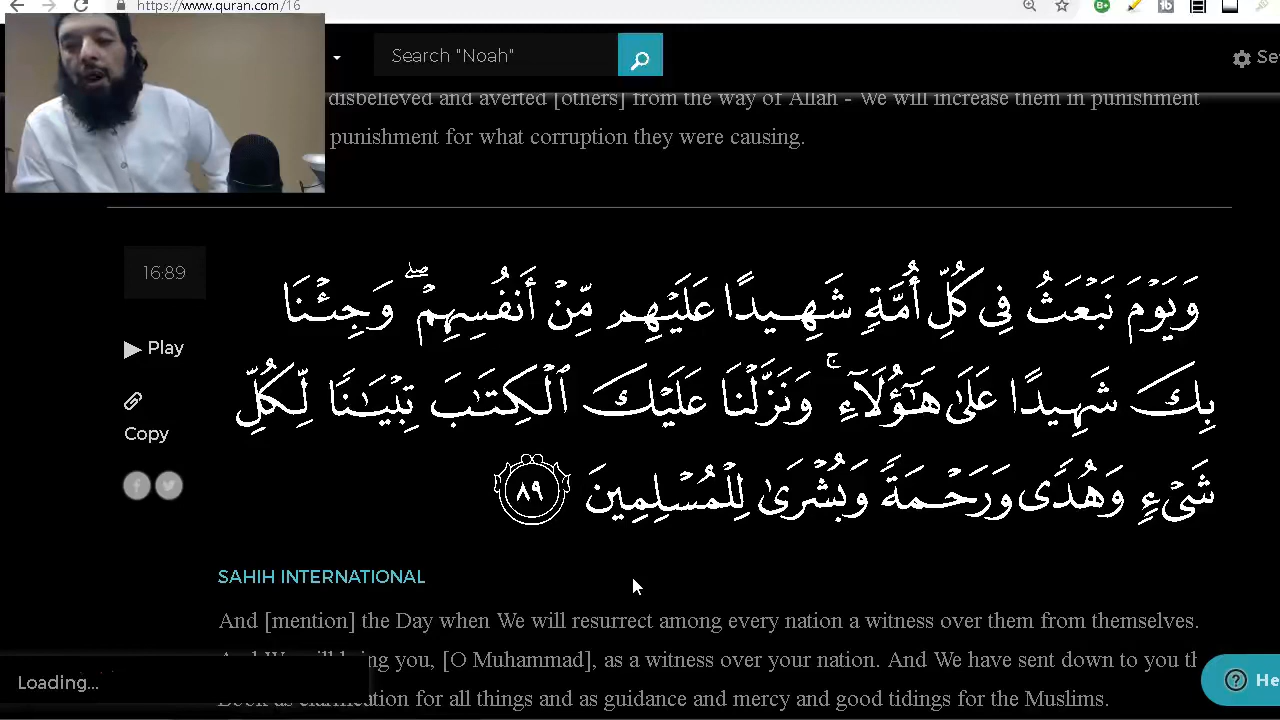 https://www.quran.com/16
Search "Noah"
disbelieved and averted [others] from the way of Allah - We will increase them in punishment
punishment for what corruption they were causing.
16:89
وَيَوْمَ نَبْعَثُ فِى كُلِّ أُمَّةٍ شَهِيدًا عَلَيْهِم مِّنْ أَنفُسِهِمْ ۖ وَجِئْنَا
Play
بِكَ شَهِيدًا عَلَىٰ هَـٰٓؤُلَآءِ ۚ وَنَزَّلْنَا عَلَيْكَ ٱلْكِتَـٰبَ تِبْيَـٰنًا لِّكُلِّ
Copy
شَىْءٍ وَهُدًى وَرَحْمَةً وَبُشْرَىٰ لِلْمُسْلِمِينَ ٨٩
SAHIH INTERNATIONAL
And [mention] the Day when We will resurrect among every nation a witness over them from themselves.
you, [O Muhammad], as a witness over your nation. And We have sent down to you
for all things and as guidance and mercy and good tidings for the Muslims.
Loading...